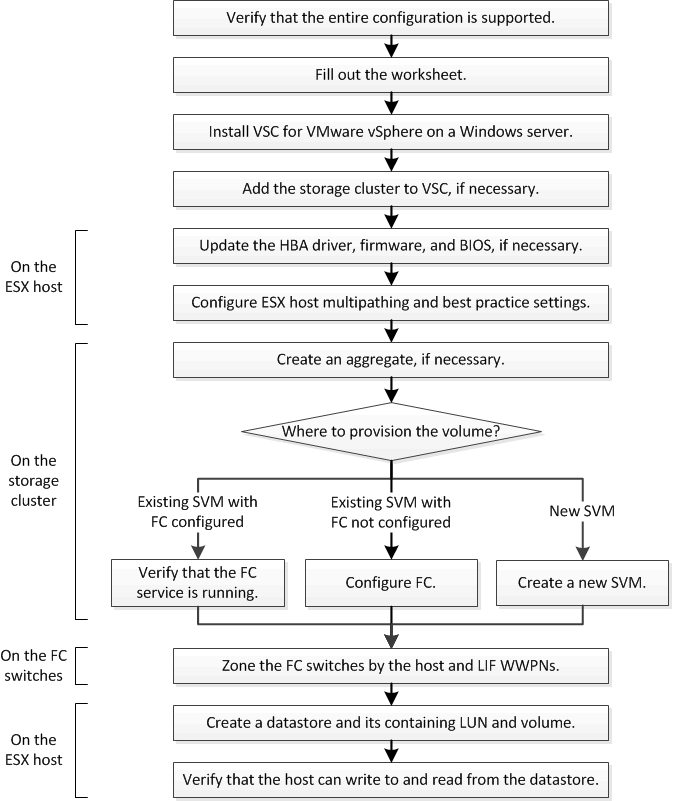 Verify that the entire configuration is supported.
Fill out the worksheet.
Install VSC for VMware vSphere on a Windows server.
Add the storage cluster to VSC, if necessary.
On the
ESX host
Update the HBA driver, firmware, and BIOS, if necessary.
Configure ESX host multipathing and best practice settings.
On the
storage
cluster
Create an aggregate, if necessary.
Where to provision the volume?
Existing SVM with
FC configured
Existing SVM with
FC not configured
New SVM
Verify that the FC
service is running.
Configure FC.
Create a new SVM.
On the FC
switches
Zone the FC switches by the host and LIF WWPNs.
On the
ESX host
Create a datastore and its containing LUN and volume.
Verify that the host can write to and read from the datastore.